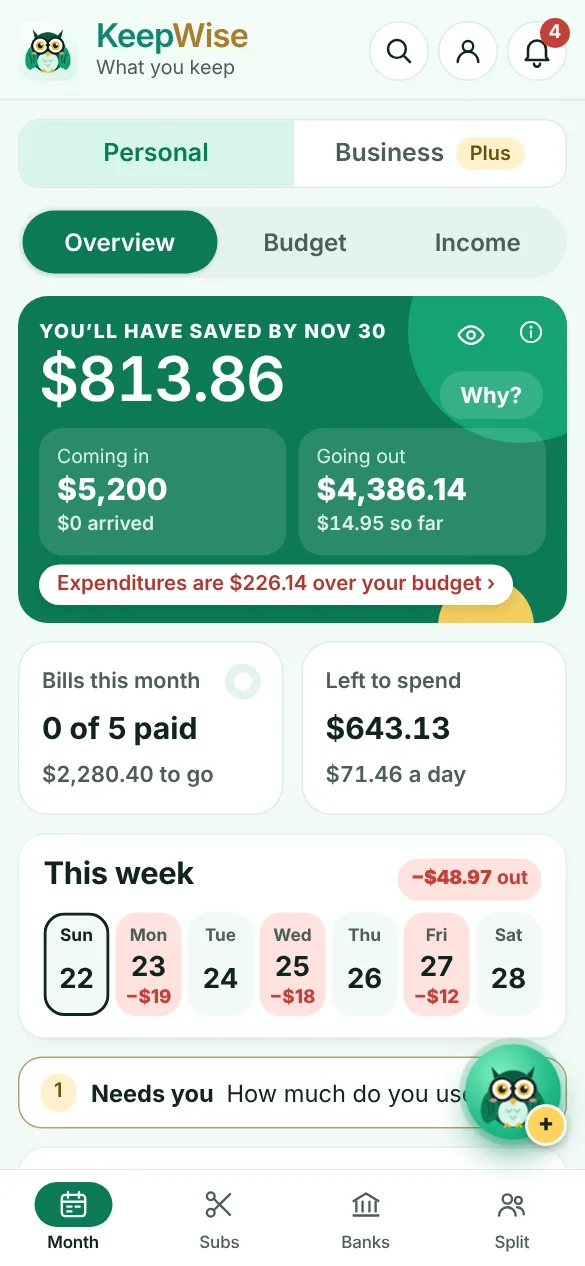 KeepWise
What you keep
4
Personal
Business Plus
Overview Budget Income
YOU’LL HAVE SAVED BY NOV 30
$813.86
Why?
Coming in
$5,200
$0 arrived
Going out
$4,386.14
$14.95 so far
Expenditures are $226.14 over your budget ›
Bills this month
0 of 5 paid
$2,280.40 to go
Left to spend
$643.13
$71.46 a day
This week
−$48.97 out
Sun Mon Tue Wed Thu Fri Sat
22 23 24 25 26 27 28
−$19 −$18 −$12
1 Needs you How much do you use
+
Month Subs Banks Split